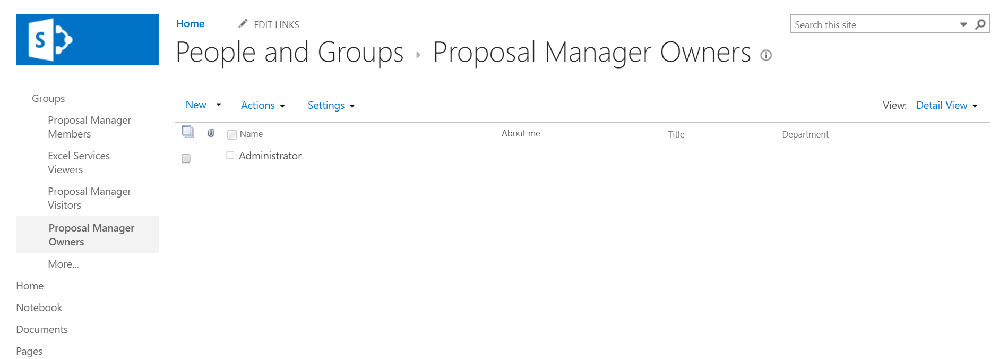 S
Home
EDIT LINKS
Search this site
People and Groups
Proposal Manager Owners
Groups
Proposal Manager
Members
Excel Services
Viewers
Proposal Manager
Visitors
Proposal Manager
Owners
More...
Home
Notebook
Documents
Pages
New
Actions
Settings
View:
Detail View
Name
About me
Title
Department
Administrator